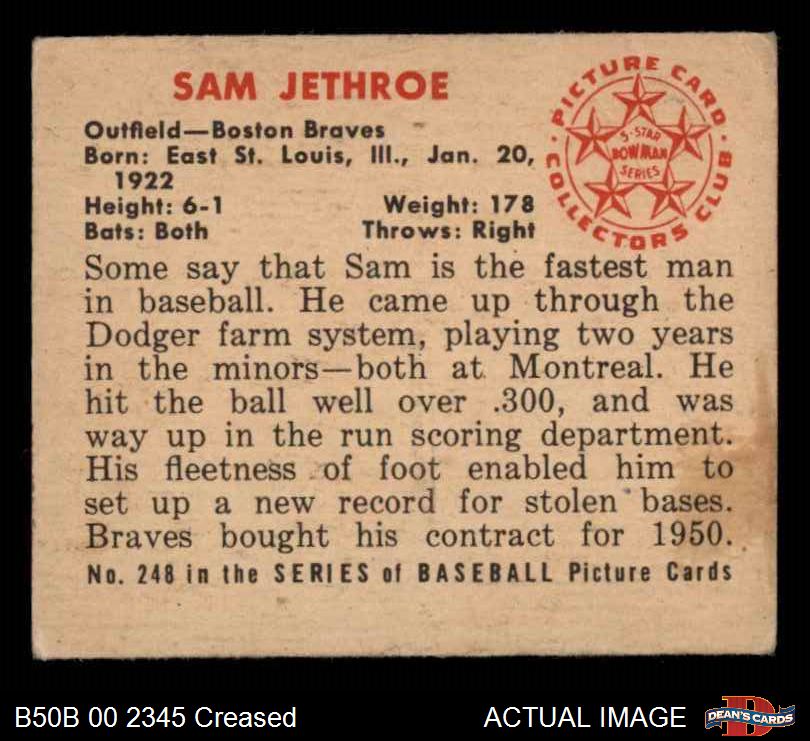 SAM JETHROE
PICTURE CARD
COLLECTORS CLUB
5-STAR
BOWMAN
SERIES
Outfield—Boston Braves
Born: East St. Louis, Ill., Jan. 20,
1922
Height: 6-1 Weight: 178
Bats: Both Throws: Right
Some say that Sam is the fastest man
in baseball. He came up through the
Dodger farm system, playing two years
in the minors—both at Montreal. He
hit the ball well over .300, and was
way up in the run scoring department.
His fleetness of foot enabled him to
set up a new record for stolen bases.
Braves bought his contract for 1950.
No. 248 in the SERIES of BASEBALL Picture Cards
B50B 00 2345 Creased ACTUAL IMAGE
D
DEAN'S CARDS